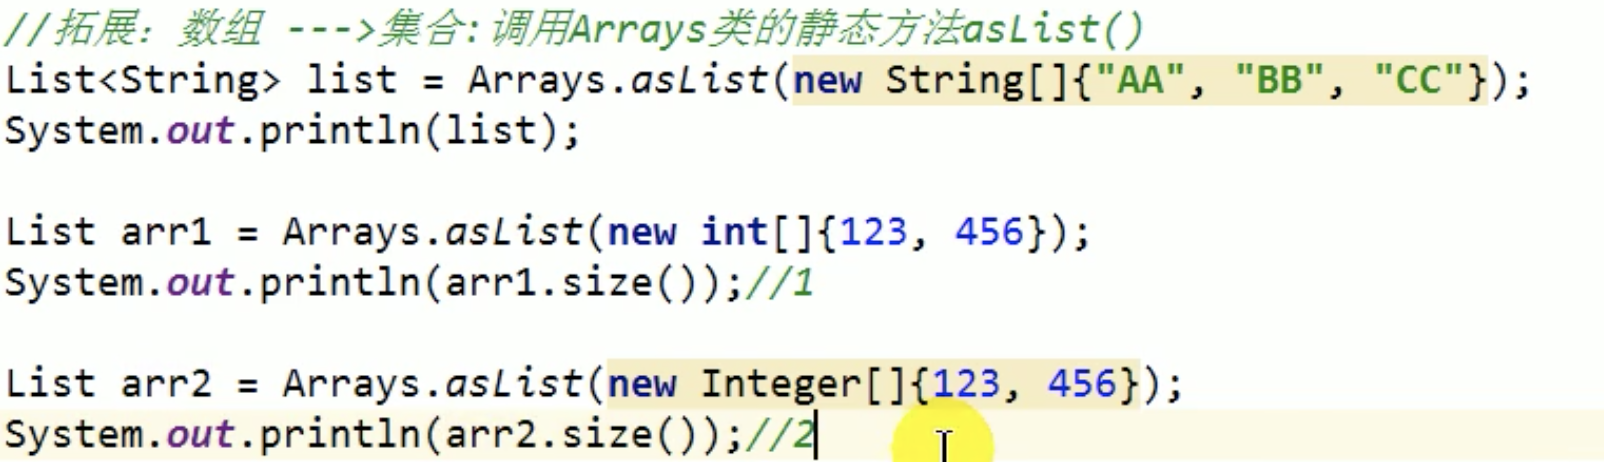 //拓展: 数组 --->集合:调用Arrays类的静态方法asList()
List<String> list = Arrays.asList(new String[]{"AA", "BB", "CC"});
System.out.println(list);
List arr1 = Arrays.asList(new int[]{123, 456});
System.out.println(arr1.size());//1
List arr2 = Arrays.asList(new Integer[]{123, 456});
System.out.println(arr2.size());//2